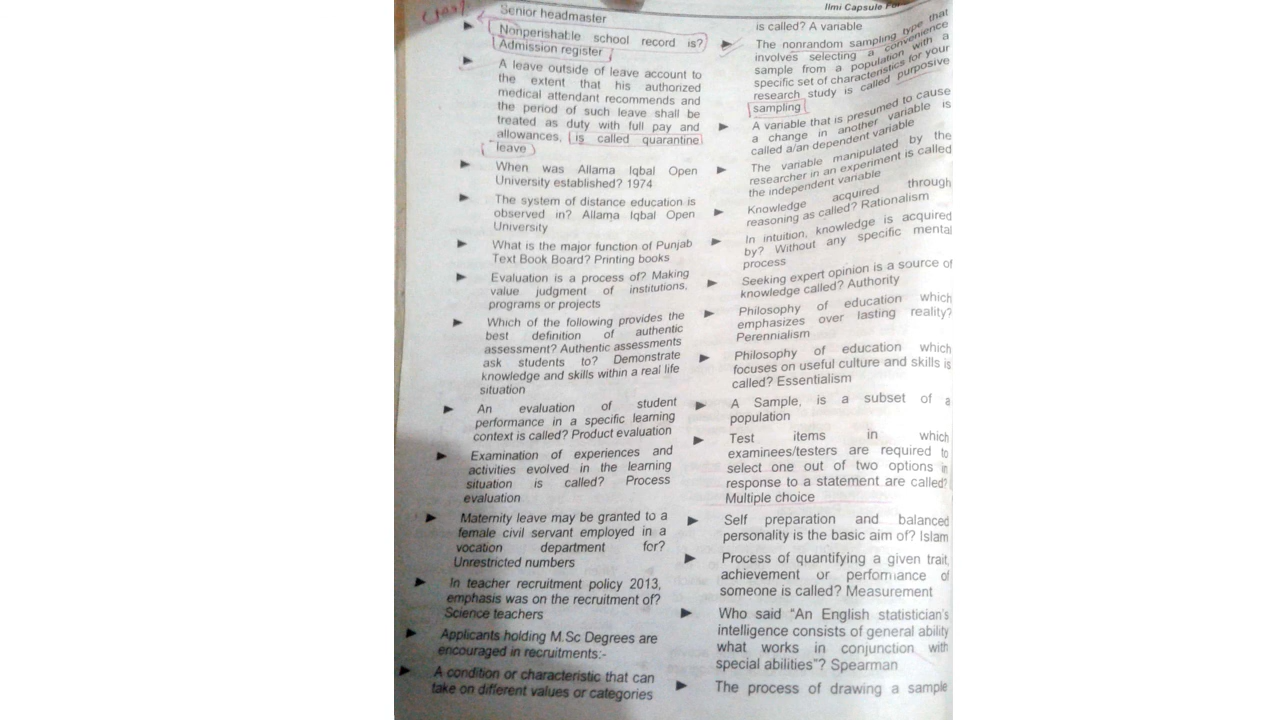 Ilmi Capsule For
Senior headmaster
Nonperishable school record is?
Admission register
A leave outside of leave account to
the extent that his authorized
medical attendant recommends and
the period of such leave shall be
treated as duty with full pay and
allowances, is called quarantine
leave
When was Allama Iqbal Open
University established? 1974
The system of distance education is
observed in? Allama Iqbal Open
University
What is the major function of Punjab
Text Book Board? Printing books
Evaluation is a process of? Making
value judgment of institutions,
programs or projects
Which of the following provides the
best definition of authentic
assessment? Authentic assessments
ask students to? Demonstrate
knowledge and skills within a real life
situation
An evaluation of student
performance in a specific learning
context is called? Product evaluation
Examination of experiences and
activities evolved in the learning
situation is called? Process
evaluation
Maternity leave may be granted to a
female civil servant employed in a
vocation department for?
Unrestricted numbers
In teacher recruitment policy 2013,
emphasis was on the recruitment of?
Science teachers
Applicants holding M.Sc Degrees are
encouraged in recruitments:-
A condition or characteristic that can
take on different values or categories
is called? A variable
The nonrandom sampling type that
involves selecting a convenience
sample from a population with a
specific set of characteristics for your
research study is called purposive
sampling
A variable that is presumed to cause
a change in another variable is
called a/an dependent variable
The variable manipulated by the
researcher in an experiment is called
the independent variable
Knowledge acquired through
reasoning as called? Rationalism
In intuition, knowledge is acquired
by? Without any specific mental
process
Seeking expert opinion is a source of
knowledge called? Authority
Philosophy of education which
emphasizes over lasting reality?
Perennialism
Philosophy of education which
focuses on useful culture and skills is
called? Essentialism
A Sample, is a subset of a
population
Test items in which
examinees/testers are required to
select one out of two options in
response to a statement are called?
Multiple choice
Self preparation and balanced
personality is the basic aim of? Islam
Process of quantifying a given trait,
achievement or performance of
someone is called? Measurement
Who said "An English statistician's
intelligence consists of general ability
what works in conjunction with
special abilities"? Spearman
The process of drawing a sample